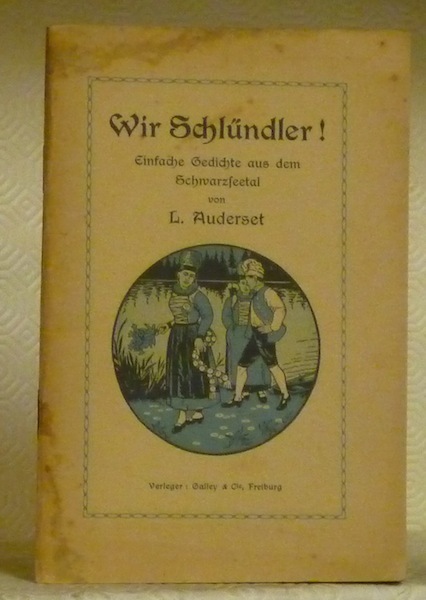 Wir Schlündler!
Einfache Gedichte aus dem
Schwarzſeetal
von
L. Auderset
Verleger: Galley & Cie, Freiburg